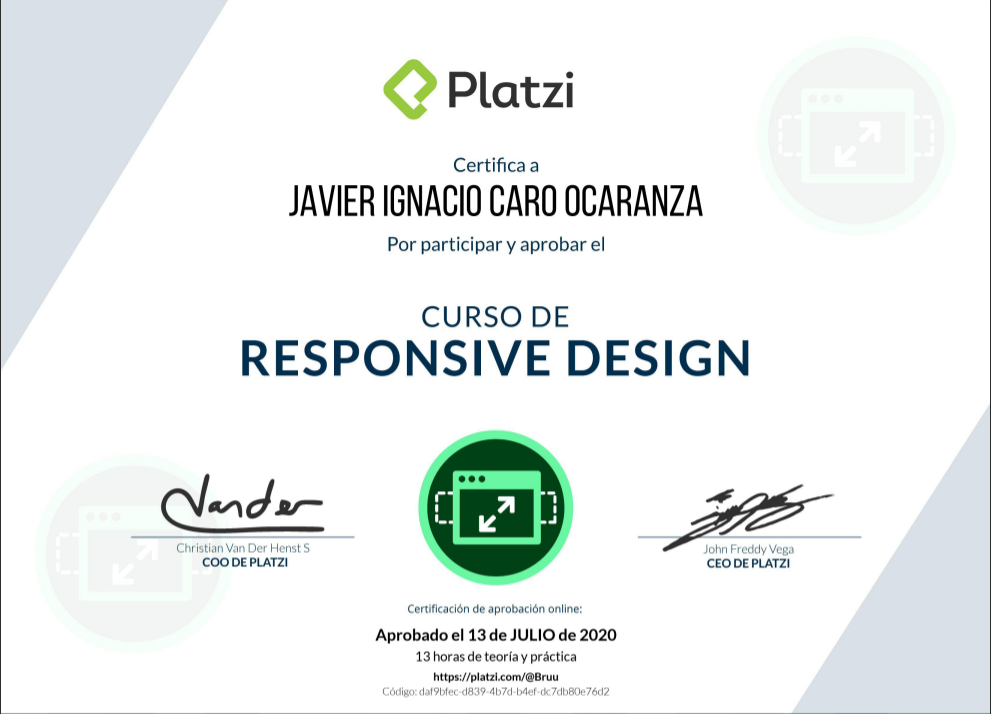 Platzi
Certifica a
JAVIER IGNACIO CARO OCARANZA
Por participar y aprobar el
CURSO DE
RESPONSIVE DESIGN
Vander
Christian Van Der Henst S
COO DE PLATZI
John Freddy Vega
CEO DE PLATZI
Certificación de aprobación online:
Aprobado el 13 de JULIO de 2020
13 horas de teoría y práctica
https://platzi.com/@Bruu
Código: daf9bfec-d839-4b7d-b4ef-dc7db80e76d2